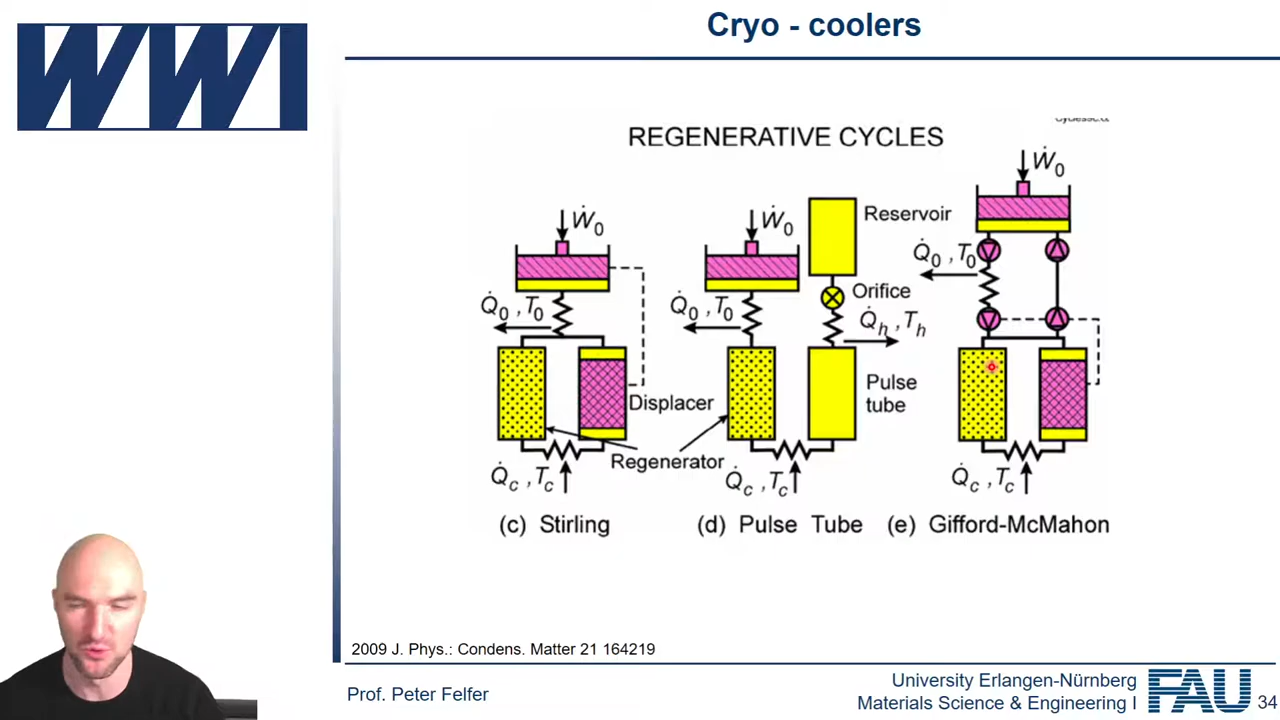 WWI
Cryo - coolers
REGENERATIVE CYCLES
Ẇ0
Q̇0 , T0
Displacer
Regenerator
Q̇c , Tc
(c) Stirling
Ẇ0
Reservoir
Orifice
Q̇0 , T0
Q̇h , Th
Pulse
tube
Q̇c , Tc
(d) Pulse Tube
Ẇ0
Q̇0 , T0
Q̇c , Tc
(e) Gifford-McMahon
2009 J. Phys.: Condens. Matter 21 164219
Prof. Peter Felfer
University Erlangen-Nürnberg
Materials Science & Engineering I
FAU
34